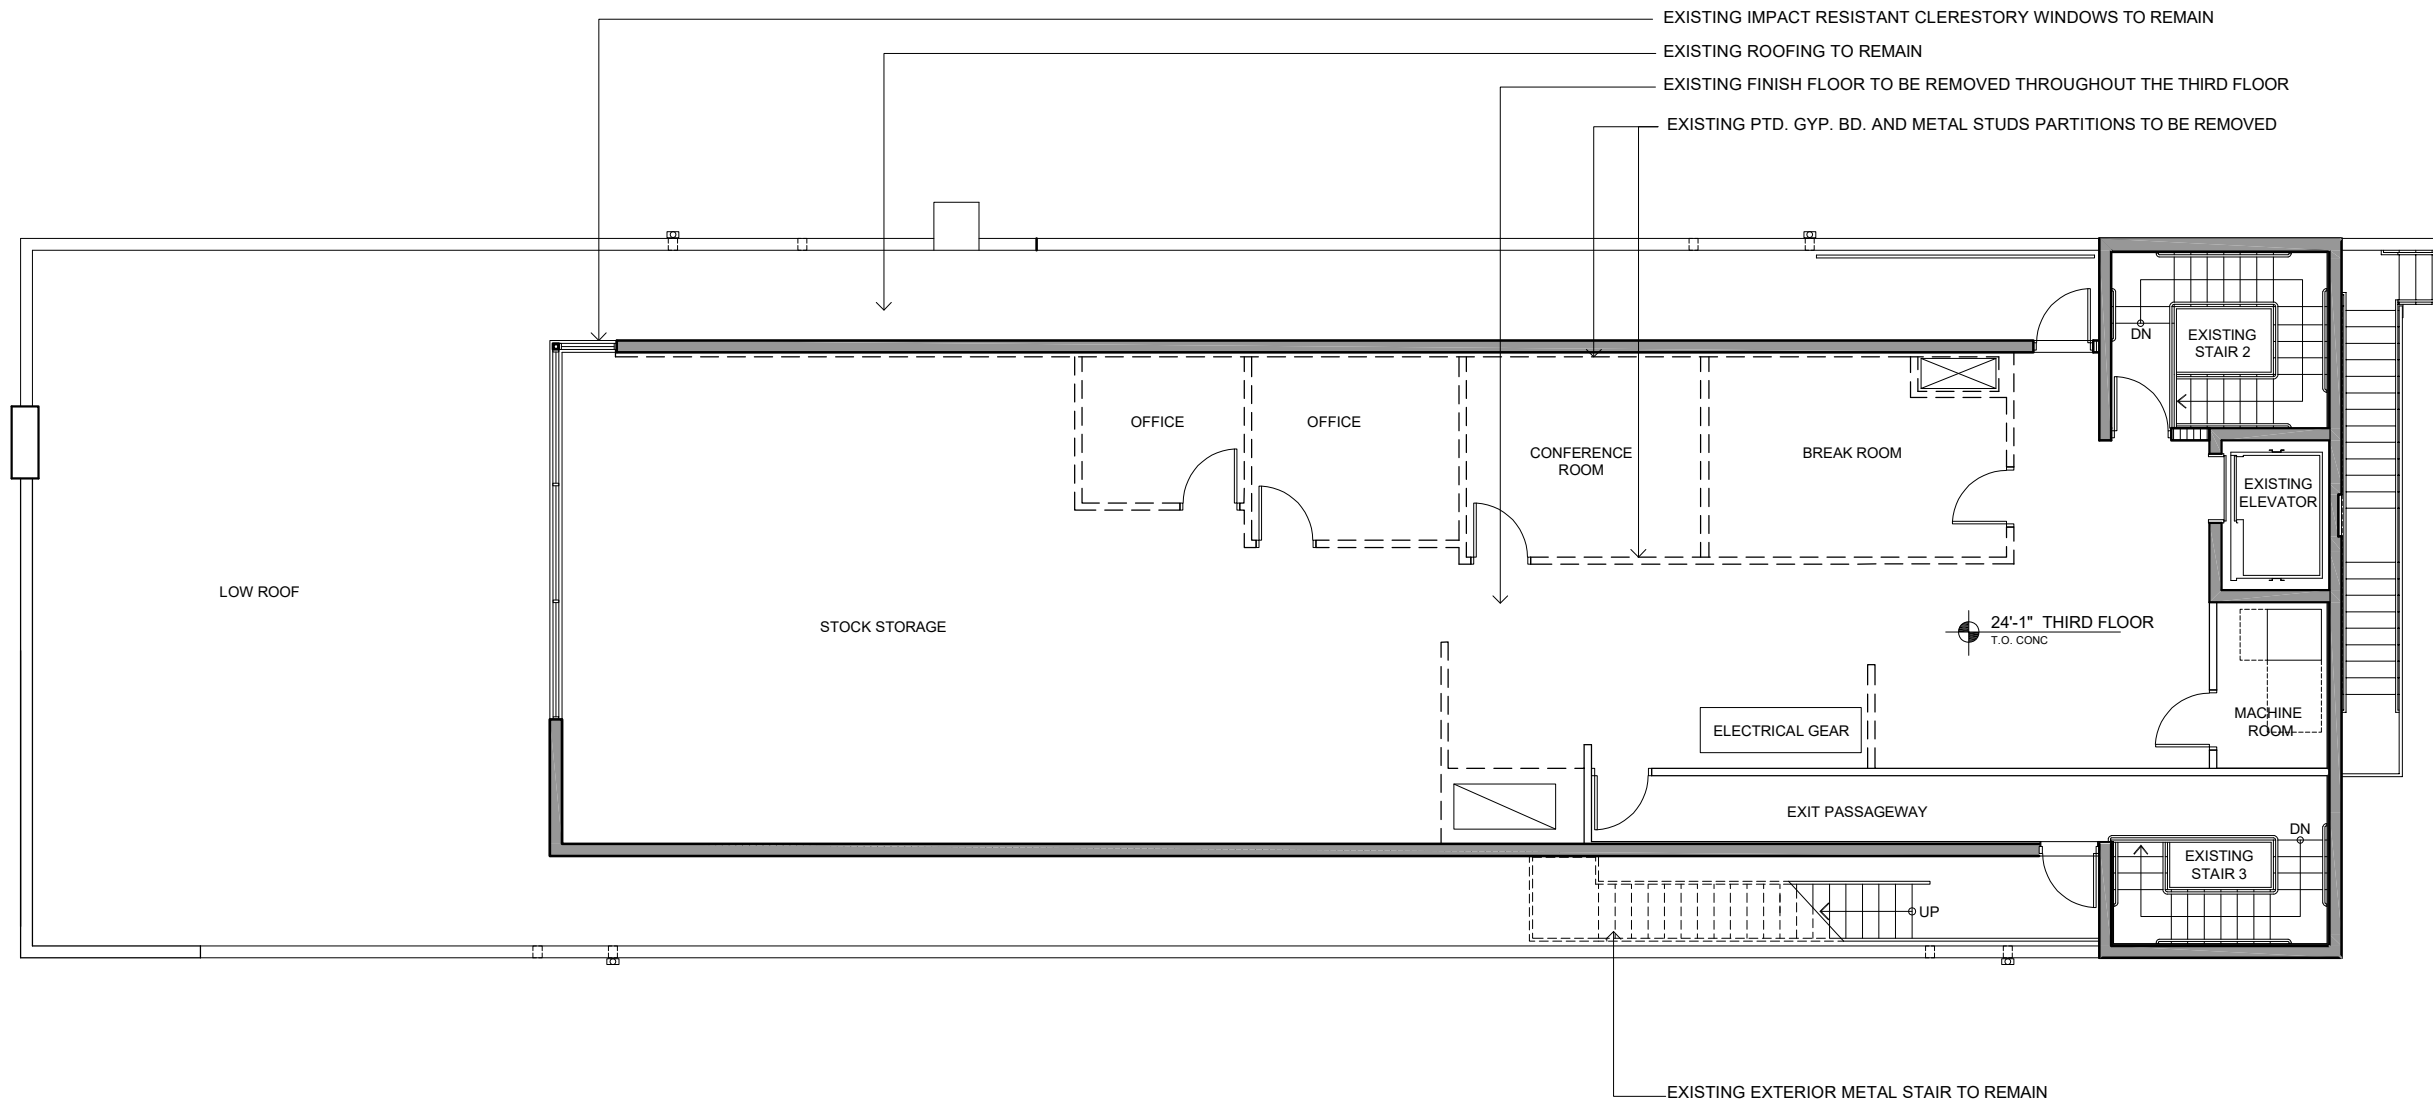 EXISTING IMPACT RESISTANT CLERESTORY WINDOWS TO REMAIN
EXISTING ROOFING TO REMAIN
EXISTING FINISH FLOOR TO BE REMOVED THROUGHOUT THE THIRD FLOOR
EXISTING PTD. GYP. BD. AND METAL STUDS PARTITIONS TO BE REMOVED
DN
EXISTING
STAIR 2
OFFICE
OFFICE
CONFERENCE
ROOM
BREAK ROOM
EXISTING
ELEVATOR
LOW ROOF
STOCK STORAGE
24'-1" THIRD FLOOR
T.O. CONC
MACHINE
ROOM
ELECTRICAL GEAR
EXIT PASSAGEWAY
DN
EXISTING
STAIR 3
UP
EXISTING EXTERIOR METAL STAIR TO REMAIN